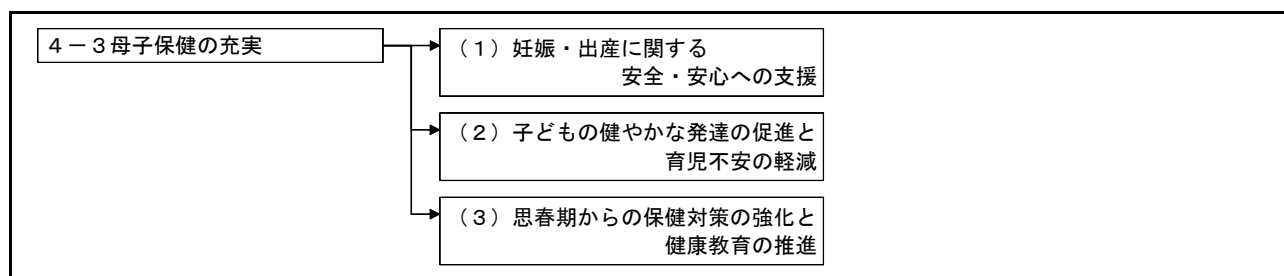 ４－３母子保健の充実
（１）妊娠・出産に関する
安全・安心への支援
（２）子どもの健やかな発達の促進と
育児不安の軽減
（３）思春期からの保健対策の強化と
健康教育の推進